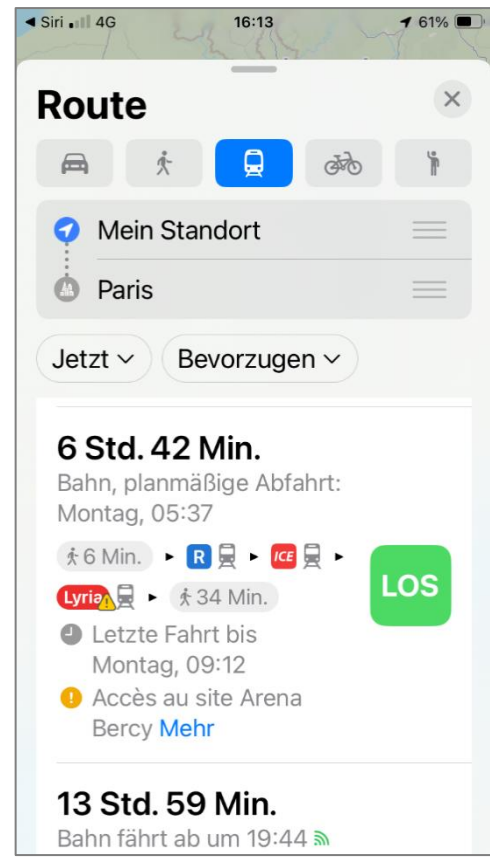 Siri 4G 16:13 61%
Route
Mein Standort
Paris
Jetzt Bevorzugen
6 Std. 42 Min.
Bahn, planmäßige Abfahrt:
Montag, 05:37
6 Min. R ICE
Lyria 34 Min.
LOS
Letzte Fahrt bis
Montag, 09:12
Accès au site Arena
Bercy Mehr
13 Std. 59 Min.
Bahn fährt ab um 19:44